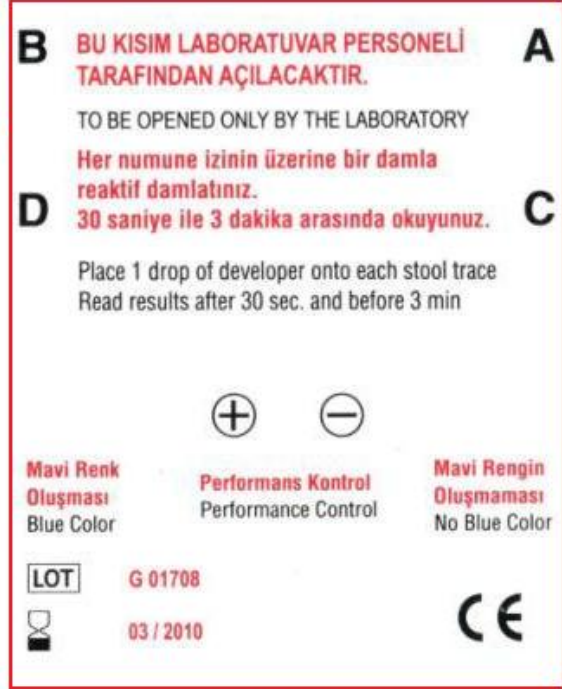 B
BU KISIM LABORATUVAR PERSONELİ
A
TARAFINDAN AÇILACAKTIR.
TO BE OPENED ONLY BY THE LABORATORY
Her numune izinin üzerine bir damla
reaktif damlatınız.
D
30 saniye ile 3 dakika arasında okuyunuz.
C
Place 1 drop of developer onto each stool trace
Read results after 30 sec. and before 3 min
+ −
Mavi Renk
Oluşması
Blue Color
Performans Kontrol
Performance Control
Mavi Rengin
Oluşmaması
No Blue Color
LOT G 01708
03 / 2010
CE